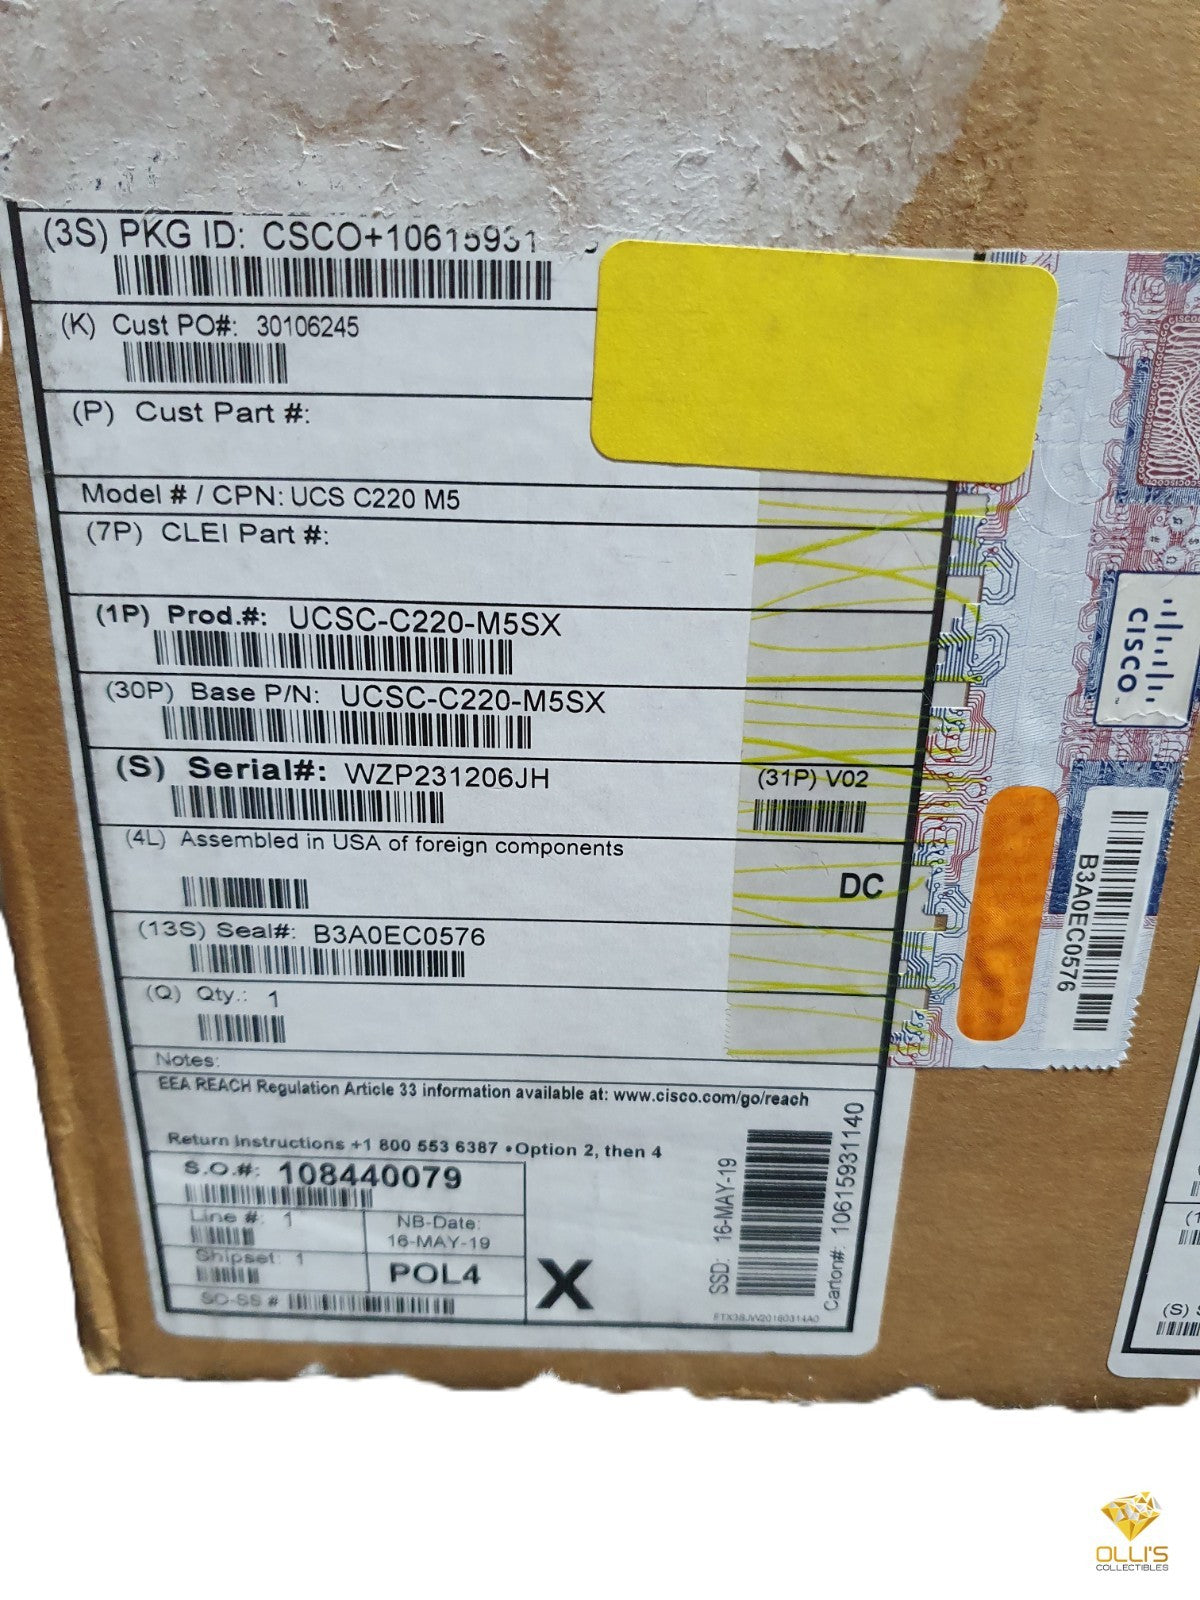 (3S) PKG ID: CSCO+10615931
(K) Cust PO#: 30106245
(P) Cust Part #:
Model # / CPN: UCS C220 M5
(7P) CLEI Part #:
(1P) Prod.#: UCSC-C220-M5SX
(30P) Base P/N: UCSC-C220-M5SX
(S) Serial#: WZP231206JH
(31P) V02
(4L) Assembled in USA of foreign components
DC
(13S) Seal#: B3A0EC0576
(Q) Qty.: 1
Notes:
EEA REACH Regulation Article 33 information available at: www.cisco.com/go/reach
Return Instructions +1 800 553 6387 •Option 2, then 4
S.O.#: 108440079
Line #: 1
NB-Date:
16-MAY-19
Shipset: 1
POL4
SO-SS #
X
SSD: 16-MAY-19
Carton#: 10615931140
CISCO
B3A0EC0576
(S)
OLLI'S
COLLECTIBLES